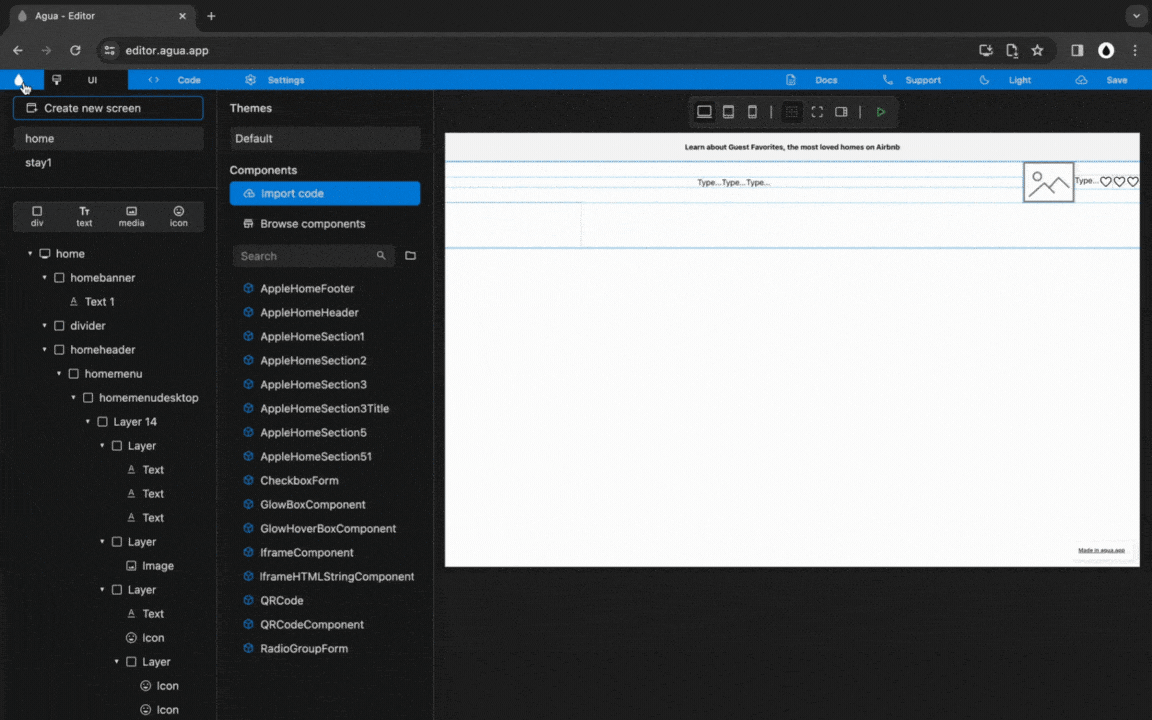 Agua - Editor
editor.agua.app
UI
Code
Settings
Docs
Support
Light
Save
Create new screen
home
stay1
div
text
media
icon
home
homebanner
Text 1
divider
homeheader
homemenu
homemenudesktop
Layer 14
Layer
Text
Text
Text
Layer
Image
Layer
Text
Icon
Layer
Icon
Icon
Themes
Default
Components
Import code
Browse components
Search
AppleHomeFooter
AppleHomeHeader
AppleHomeSection1
AppleHomeSection2
AppleHomeSection3
AppleHomeSection3Title
AppleHomeSection5
AppleHomeSection51
CheckboxForm
GlowBoxComponent
GlowHoverBoxComponent
IframeComponent
IframeHTMLStringComponent
QRCode
QRCodeComponent
RadioGroupForm
Learn about Guest Favorites, the most loved homes on Airbnb
Type...Type...Type...
Type...
Made in agua.app